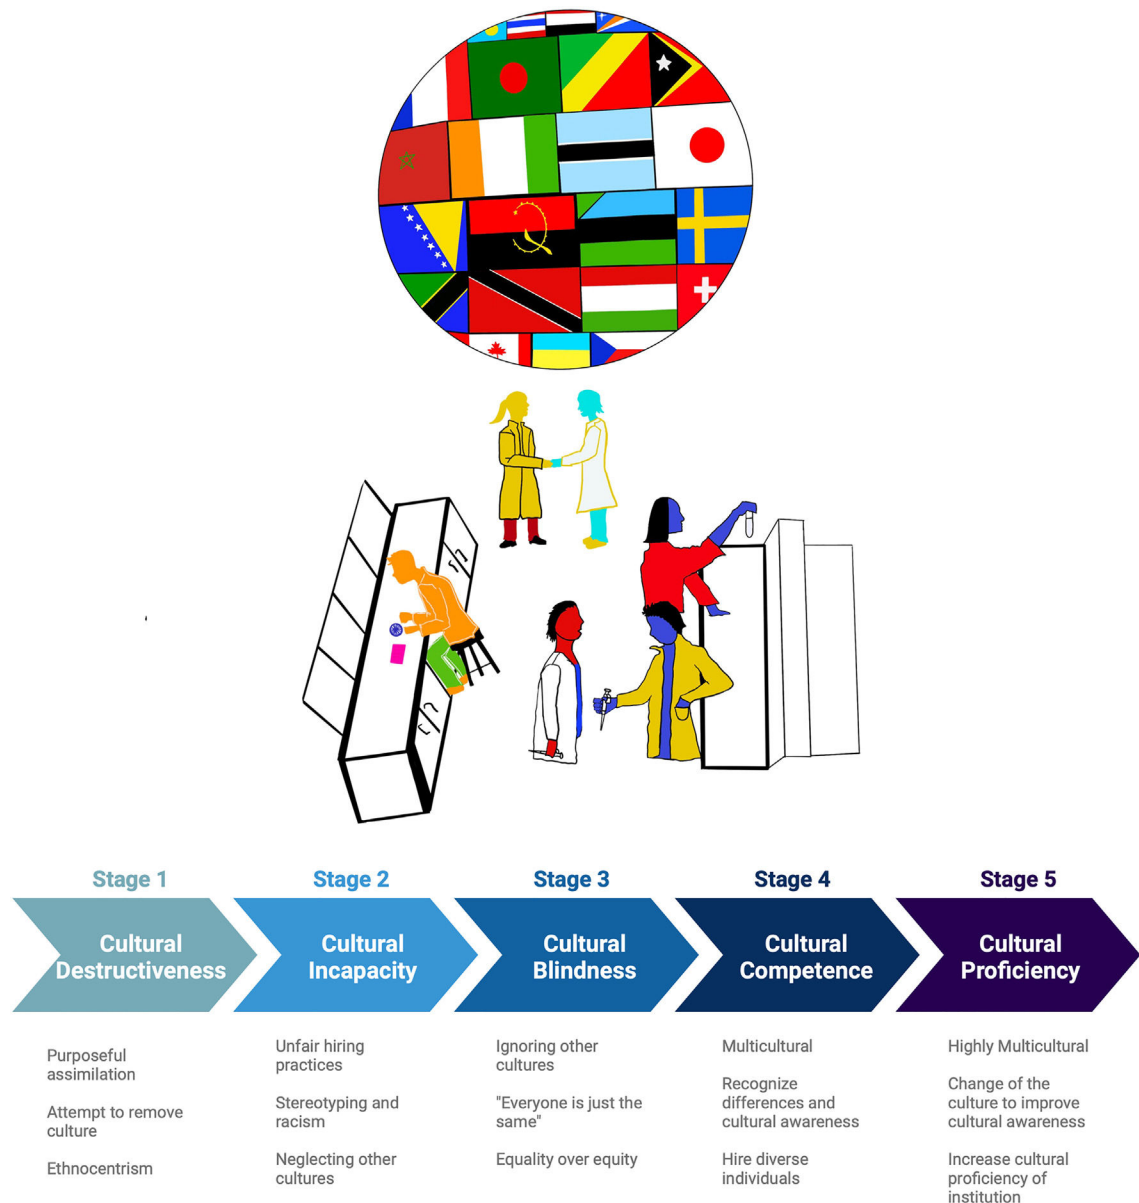 Stage 1
Stage 2
Stage 3
Stage 4
Stage 5
Cultural
Destructiveness
Cultural
Incapacity
Cultural
Blindness
Cultural
Competence
Cultural
Proficiency
Purposeful
assimilation
Attempt to remove
culture
Ethnocentrism
Unfair hiring
practices
Stereotyping and
racism
Neglecting other
cultures
Ignoring other
cultures
"Everyone is just the
same"
Equality over equity
Multicultural
Recognize
differences and
cultural awareness
Hire diverse
individuals
Highly Multicultural
Change of the
culture to improve
cultural awareness
Increase cultural
proficiency of
institution